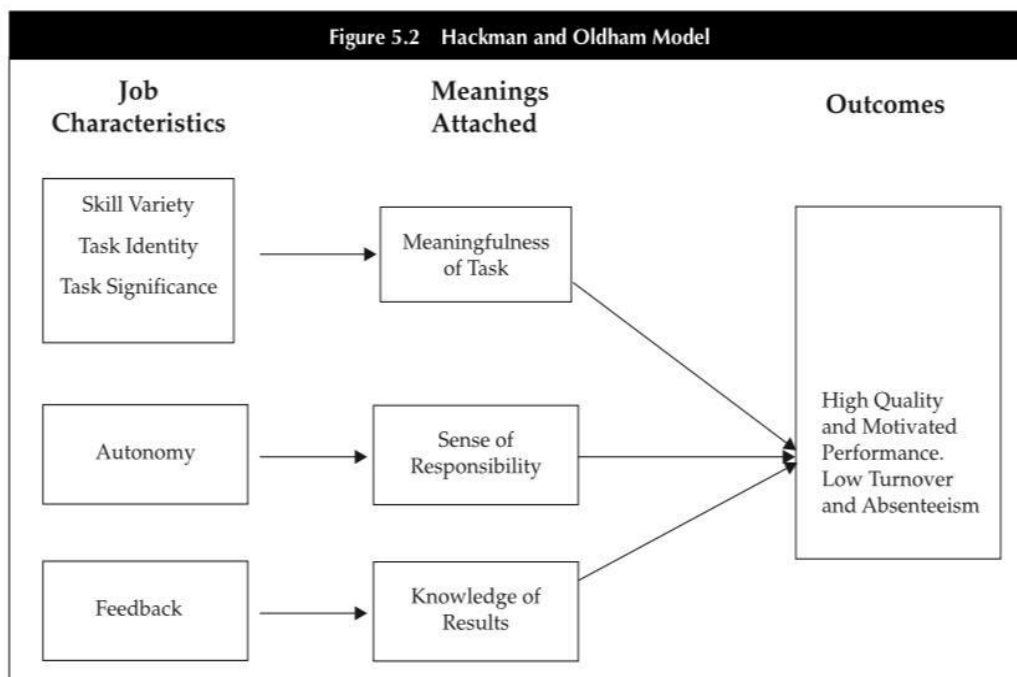 Figure 5.2 Hackman and Oldham Model
Job
Characteristics
Meanings
Attached
Outcomes
Skill Variety
Task Identity
Task Significance
Meaningfulness
of Task
Autonomy
Sense of
Responsibility
Feedback
Knowledge of
Results
High Quality
and Motivated
Performance.
Low Turnover
and Absenteeism